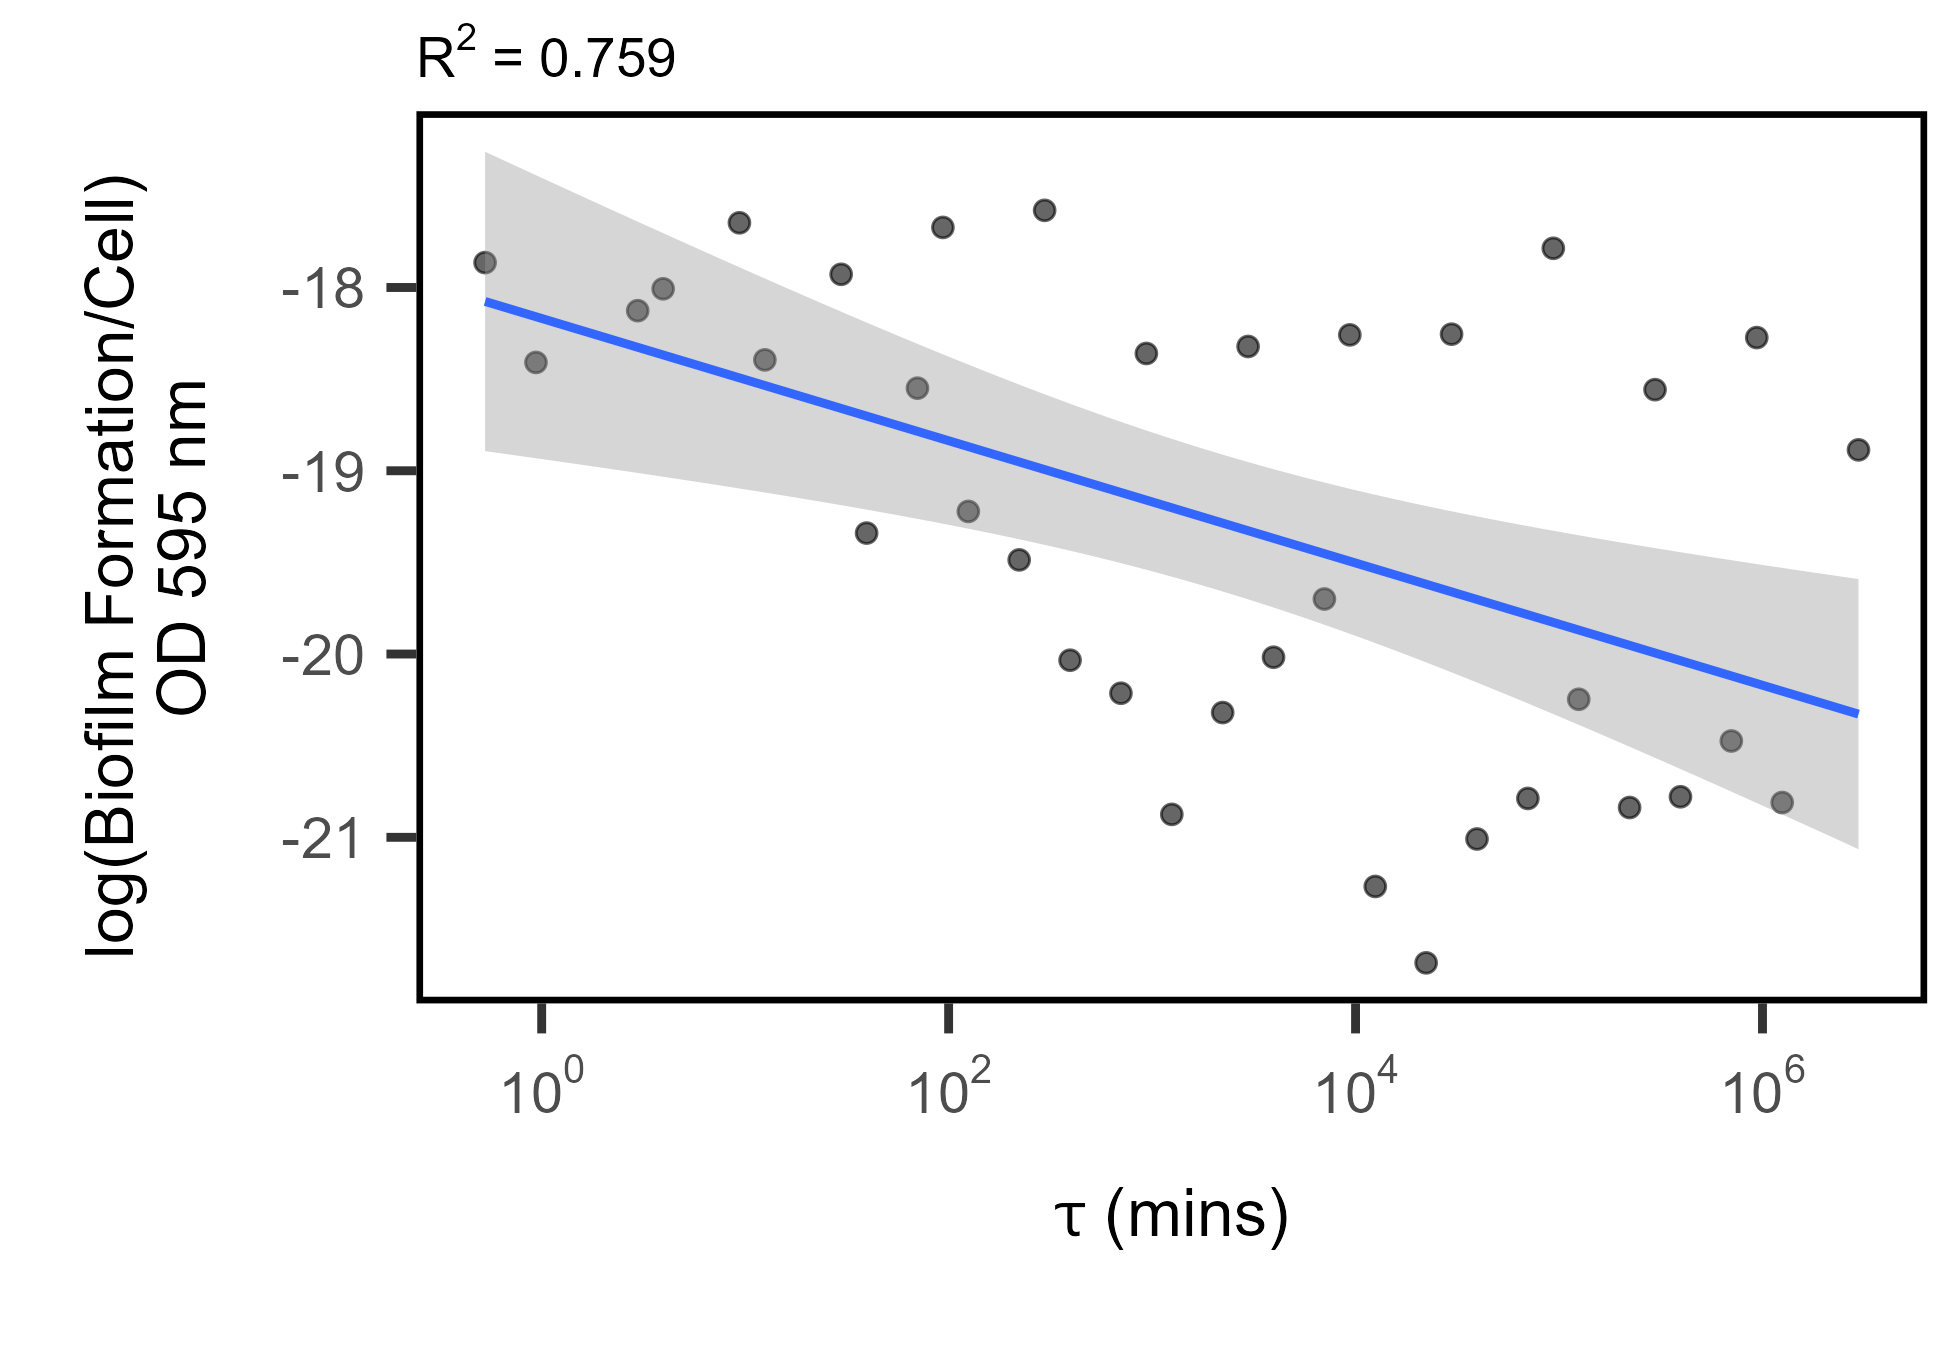 R² = 0.759
log(Biofilm Formation/Cell)
OD 595 nm
-18
-19
-20
-21
10⁰ 10² 10⁴ 10⁶
τ (mins)